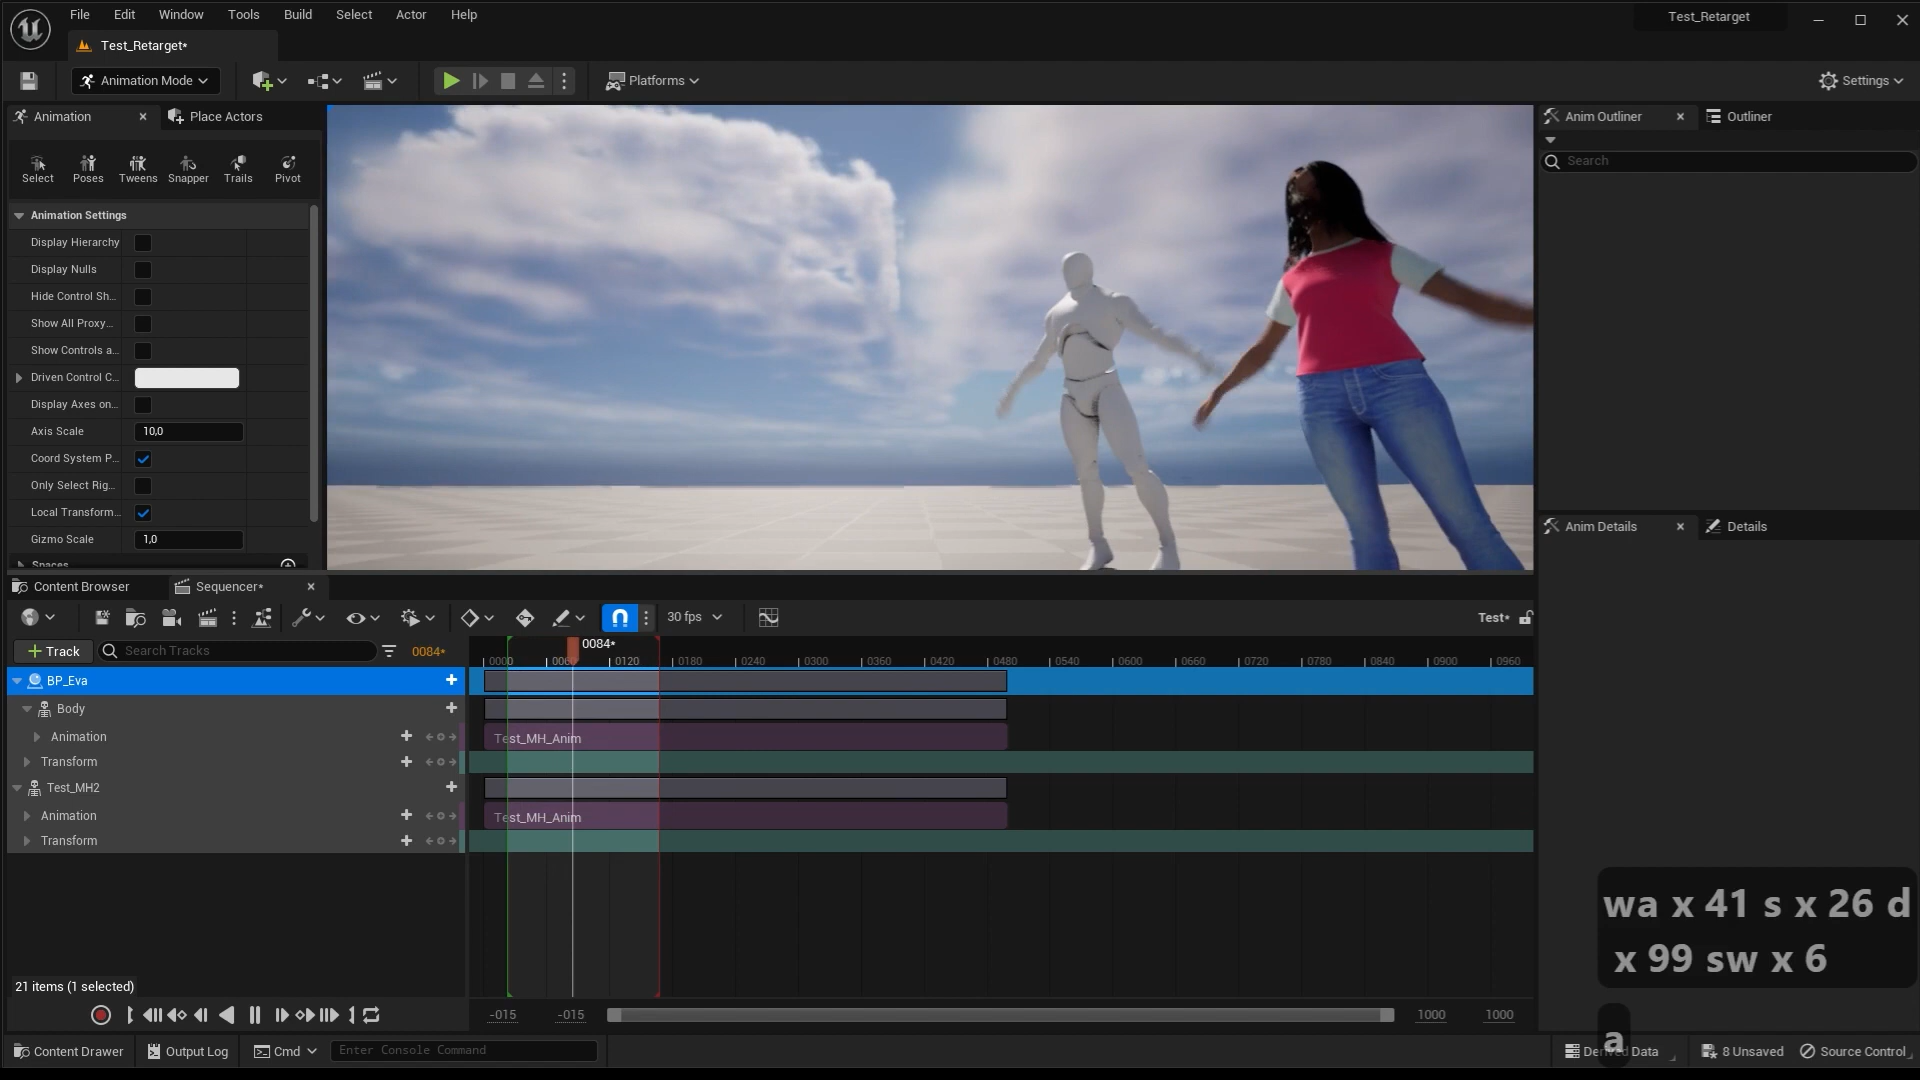 File Edit Window Tools Build Select Actor Help
Test_Retarget
Test_Retarget*
Animation Mode
Platforms
Settings
Animation
Place Actors
Anim Outliner
Outliner
Search
Select Poses Tweens Snapper Trails Pivot
Animation Settings
Display Hierarchy
Display Nulls
Hide Control Sh...
Show All Proxy...
Show Controls a...
Driven Control C...
Display Axes on...
Axis Scale 10,0
Coord System P...
Only Select Rig...
Local Transform...
Gizmo Scale 1,0
Spaces
Anim Details
Details
Content Browser
Sequencer*
30 fps
Test*
Track
Search Tracks
0084*
0084*
0000 0060 0120 0180 0240 0300 0360 0420 0480 0540 0600 0660 0720 0780 0840 0900 0960
BP_Eva
Body
Animation
Test_MH_Anim
Transform
Test_MH2
Animation
Test_MH_Anim
Transform
21 items (1 selected)
-015 -015 1000 1000
wa x 41 s x 26 d
x 99 sw x 6
a
Content Drawer
Output Log
Cmd
Enter Console Command
Derived Data
8 Unsaved
Source Control